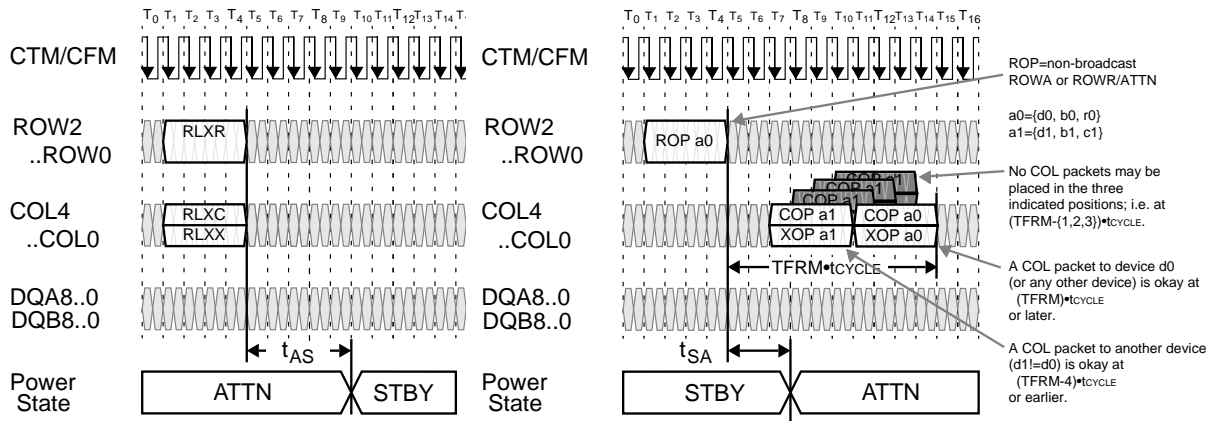 T0 T1 T2 T3 T4 T5 T6 T7 T8 T9 T10 T11 T12 T13 T14
CTM/CFM
ROW2
..ROW0
RLXR
COL4
..COL0
RLXC
RLXX
DQA8..0
DQB8..0
tAS
Power
State
ATTN
STBY
T0 T1 T2 T3 T4 T5 T6 T7 T8 T9 T10 T11 T12 T13 T14 T15 T16
CTM/CFM
ROW2
..ROW0
ROP a0
COP a1
COP a1
COP a1
COL4
..COL0
COP a1
COP a0
XOP a1
XOP a0
TFRM•tCYCLE
DQA8..0
DQB8..0
tSA
Power
State
STBY
ATTN
ROP=non-broadcast
ROWA or ROWR/ATTN
a0={d0, b0, r0}
a1={d1, b1, c1}
No COL packets may be
placed in the three
indicated positions; i.e. at
(TFRM-{1,2,3})•tCYCLE.
A COL packet to device d0
(or any other device) is okay at
(TFRM)•tCYCLE
or later.
A COL packet to another device
(d1!=d0) is okay at
(TFRM-4)•tCYCLE
or earlier.